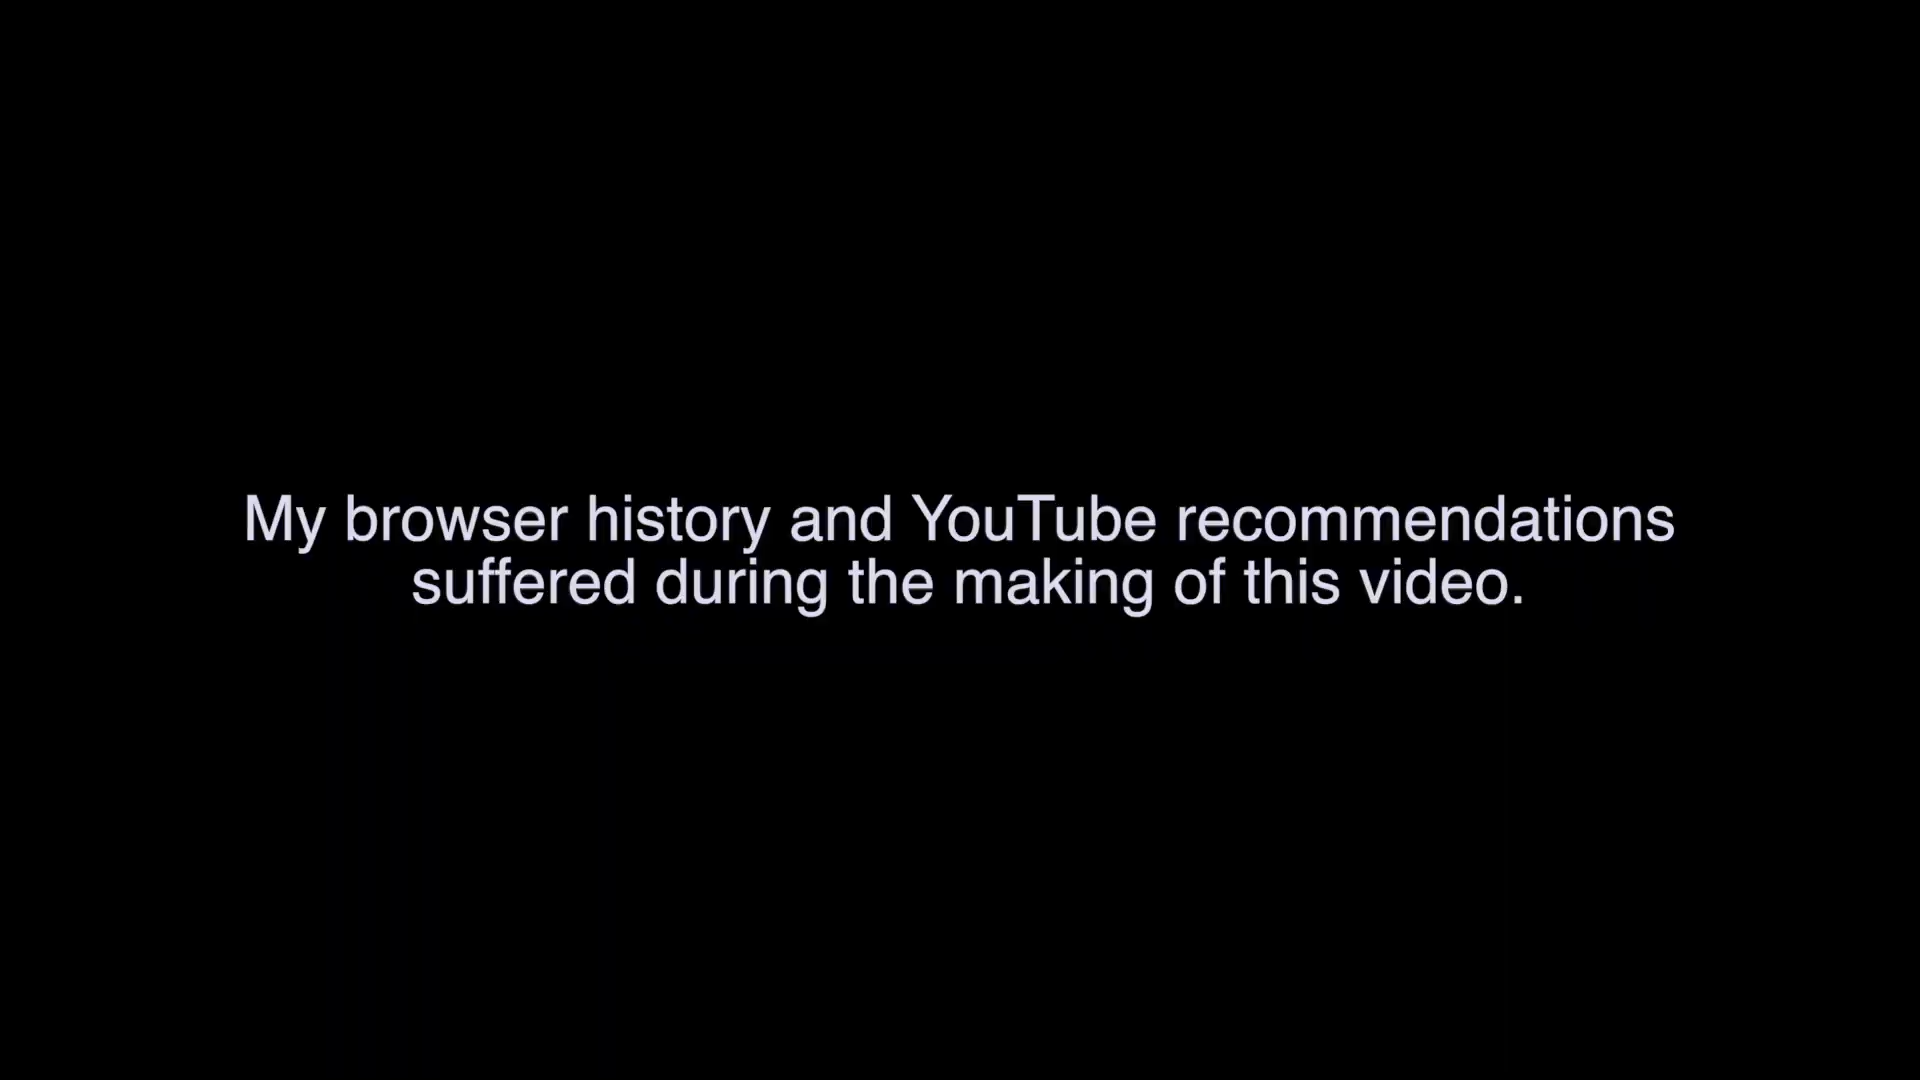 My browser history and YouTube recommendations
suffered during the making of this video.